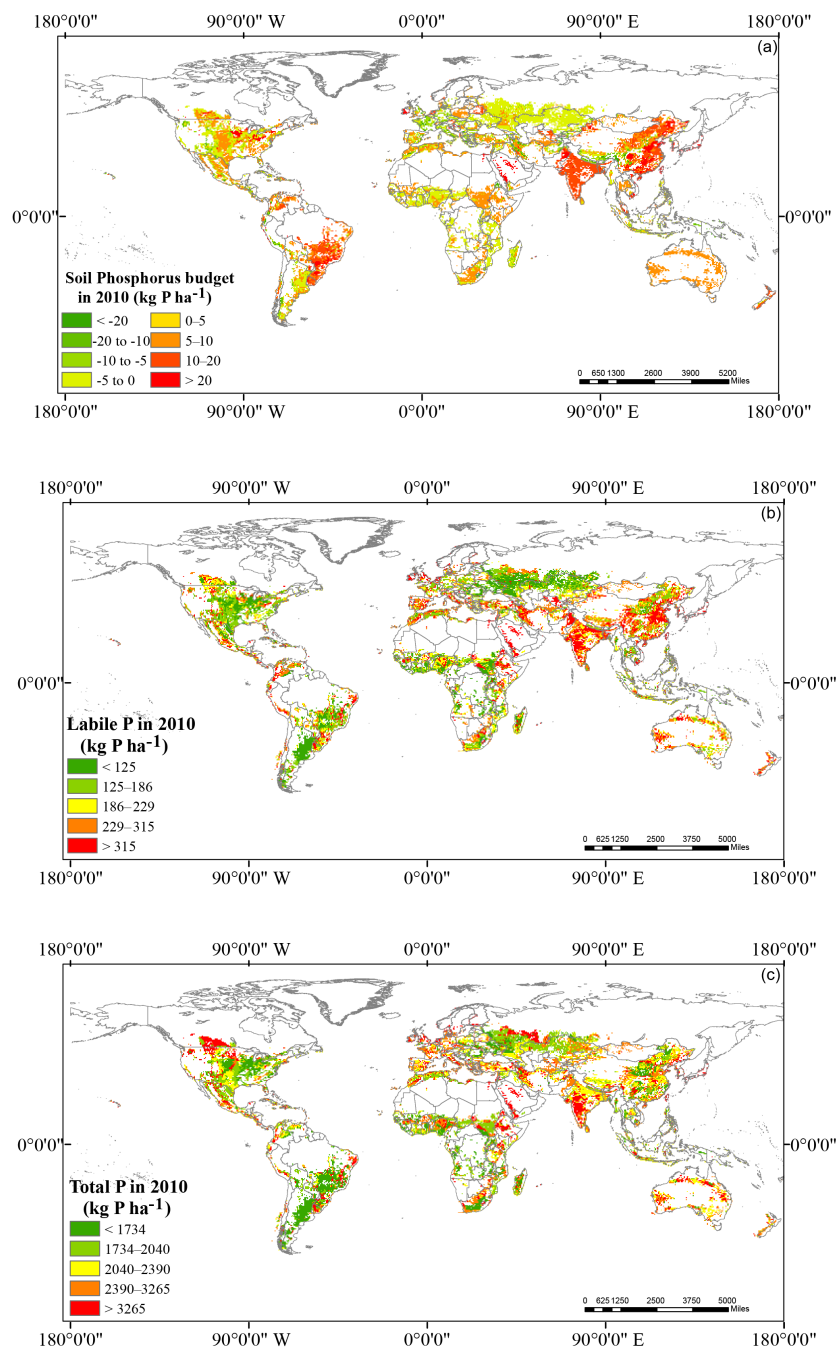 180°0'0" 90°0'0" W 0°0'0" 90°0'0" E 180°0'0"
(a)
0°0'0"
Soil Phosphorus budget
in 2010 (kg P ha-1)
< -20 0–5
-20 to -10 5–10
-10 to -5 10–20
-5 to 0 > 20
0 650 1300 2600 3900 5200
Miles
180°0'0" 90°0'0" W 0°0'0" 90°0'0" E 180°0'0"
180°0'0" 90°0'0" W 0°0'0" 90°0'0" E 180°0'0"
(b)
0°0'0"
Labile P in 2010
(kg P ha-1)
< 125
125–186
186–229
229–315
> 315
0 625 1250 2500 3750 5000
Miles
180°0'0" 90°0'0" W 0°0'0" 90°0'0" E 180°0'0"
180°0'0" 90°0'0" W 0°0'0" 90°0'0" E 180°0'0"
(c)
0°0'0"
Total P in 2010
(kg P ha-1)
< 1734
1734–2040
2040–2390
2390–3265
> 3265
0 625 1250 2500 3750 5000
Miles
180°0'0" 90°0'0" W 0°0'0" 90°0'0" E 180°0'0"